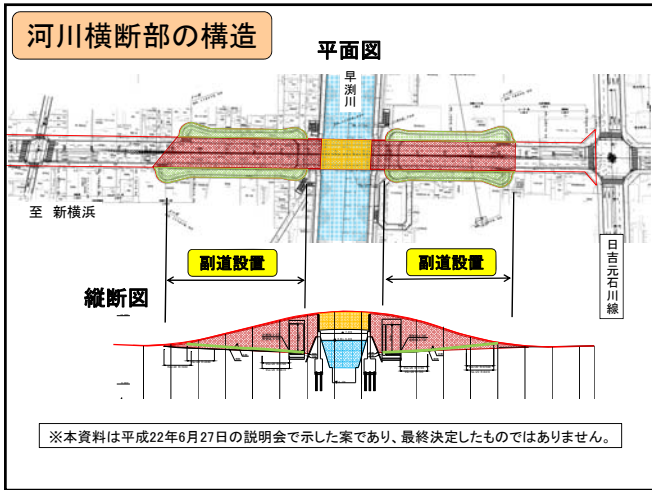 河川横断部の構造
平面図
早渕川
至 新横浜
日吉元石川線
副道設置
副道設置
縦断図
※本資料は平成22年6月27日の説明会で示した案であり、最終決定したものではありません。